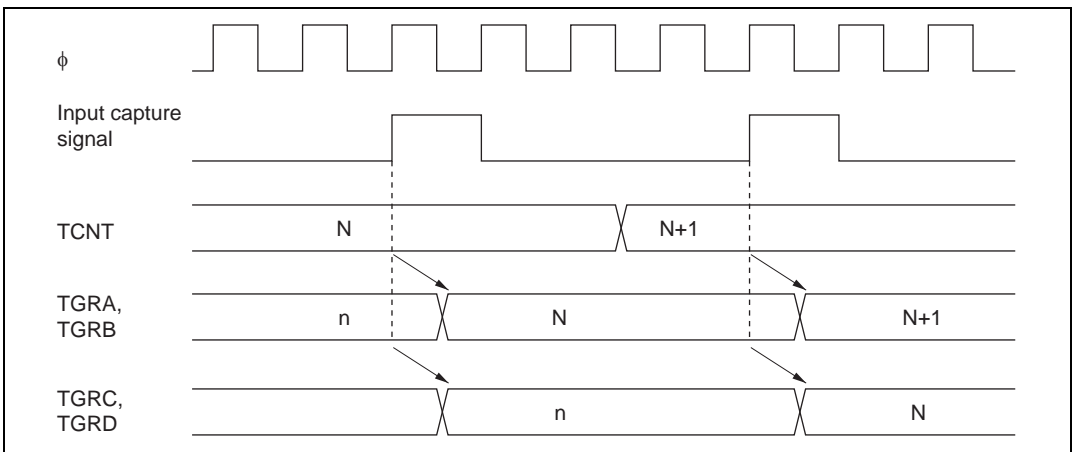 ϕ
Input capture
signal
TCNT
N
N+1
TGRA,
TGRB
n
N
N+1
TGRC,
TGRD
n
N